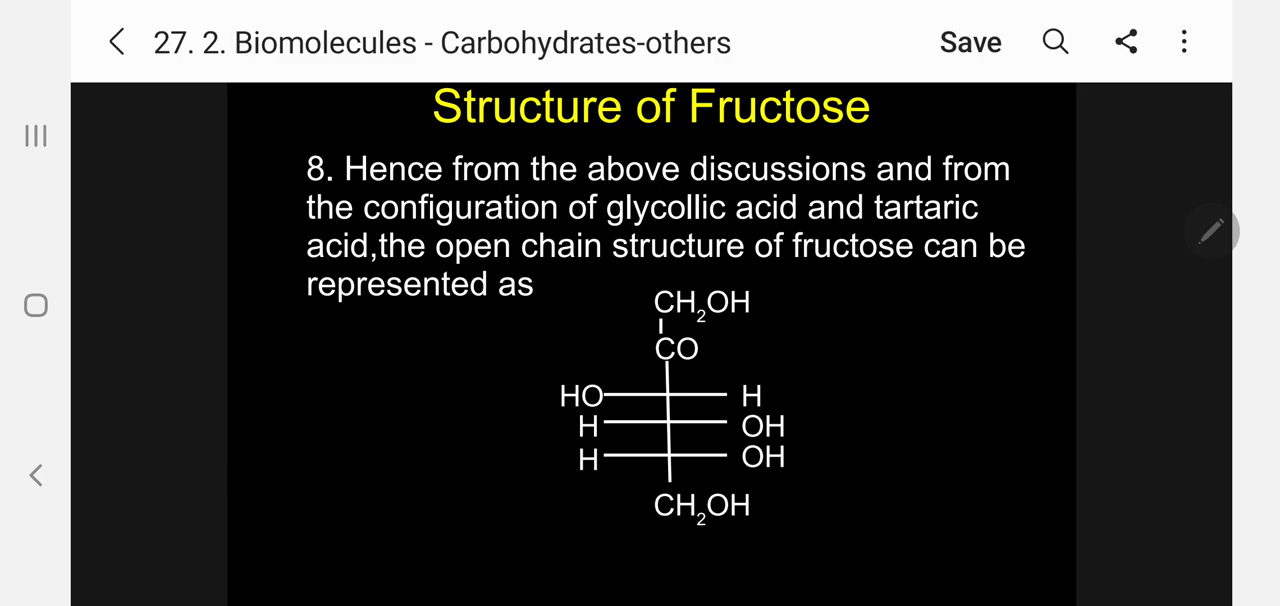 27. 2. Biomolecules - Carbohydrates-others Save
Structure of Fructose
8. Hence from the above discussions and from
the configuration of glycollic acid and tartaric
acid,the open chain structure of fructose can be
represented as
CH2OH
CO
HO H
H OH
H OH
CH2OH